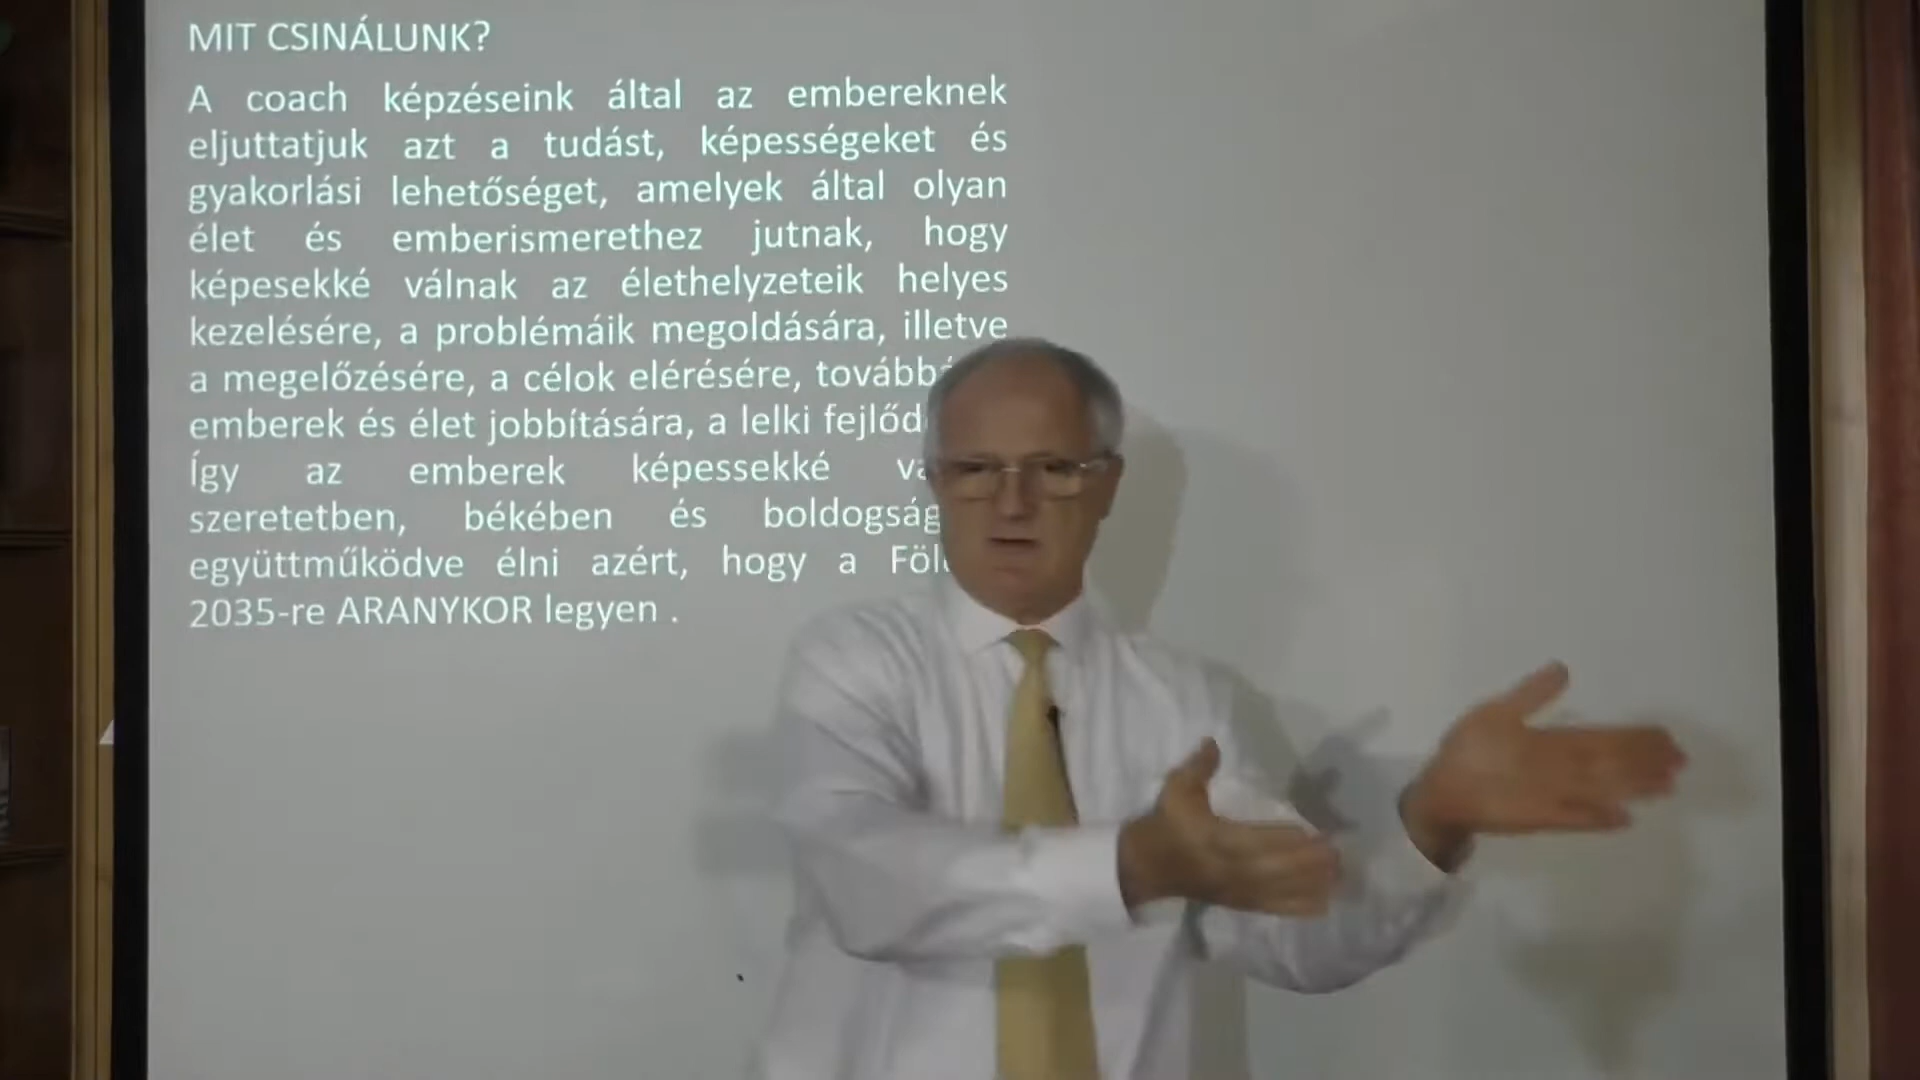 MIT CSINÁLUNK?
A coach képzéseink által az embereknek
eljuttatjuk azt a tudást, képességeket és
gyakorlási lehetőséget, amelyek által olyan
élet és emberismerethez jutnak, hogy
képesekké válnak az élethelyzeteik helyes
kezelésére, a problémáik megoldására, illetve
a megelőzésére, a célok elérésére,
emberek és élet jobbítására, a lelki
Így az emberek képessekké
szeretetben, békében és
együttműködve élni azért, hogy a
2035-re ARANYKOR legyen .